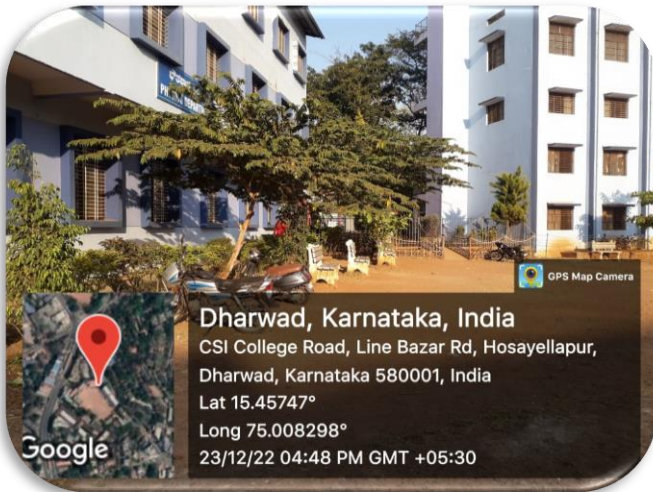 GPS Map Camera
Dharwad, Karnataka, India
CSI College Road, Line Bazar Rd, Hosayellapur,
Dharwad, Karnataka 580001, India
Lat 15.45747°
Long 75.008298°
23/12/22 04:48 PM GMT +05:30
Google